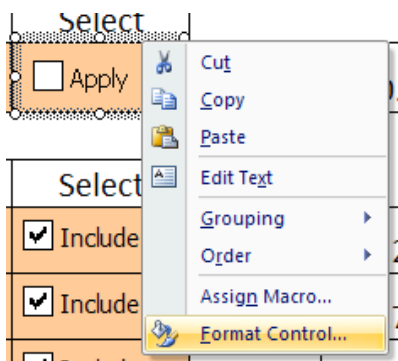 Select
Apply
Cut
Copy
Paste
Edit Text
Grouping
Order
Assign Macro...
Format Control...
Select
Include
Include